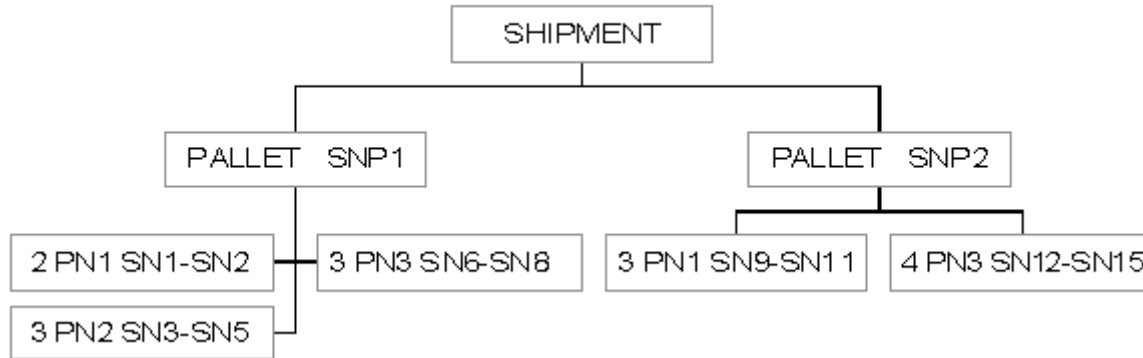 SHIPMENT
PALLET SNP1
PALLET SNP2
2 PN1 SN1-SN2
3 PN3 SN6-SN8
3 PN1 SN9-SN11
4 PN3 SN12-SN15
3 PN2 SN3-SN5